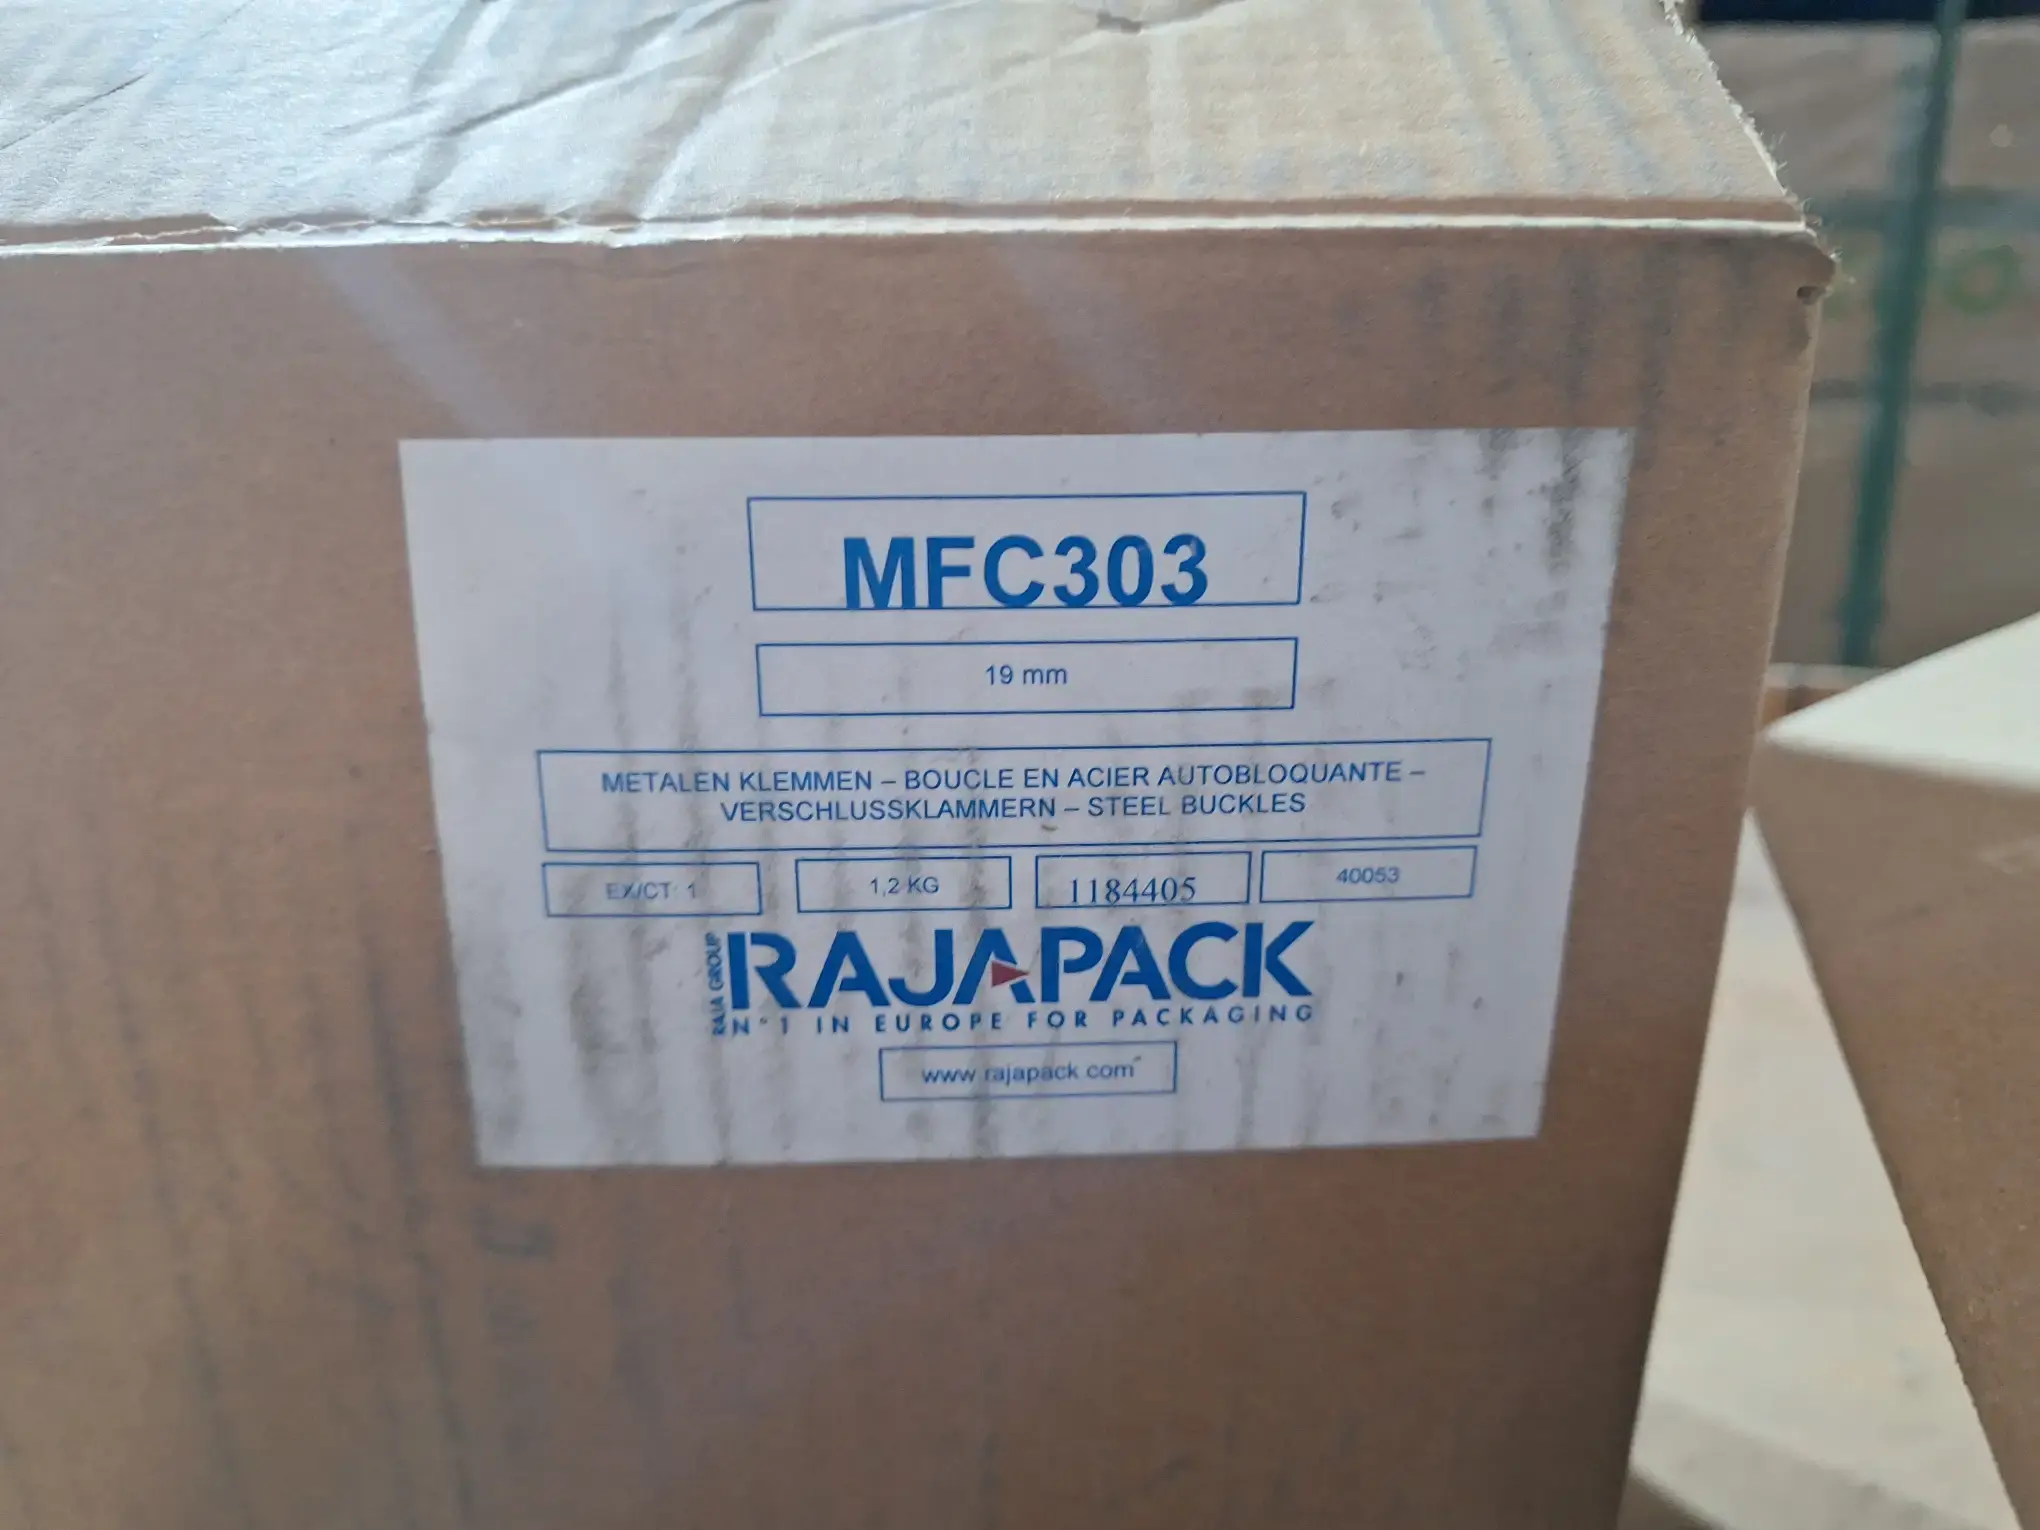 MFC303
19 mm
METALEN KLEMMEN – BOUCLE EN ACIER AUTOBLOQUANTE –
VERSCHLUSSKLAMMERN – STEEL BUCKLES
EX/CT: 1
1,2 KG
1184405
40053
RAJA GROUP
RAJAPACK
N°1 IN EUROPE FOR PACKAGING
www.rajapack.com